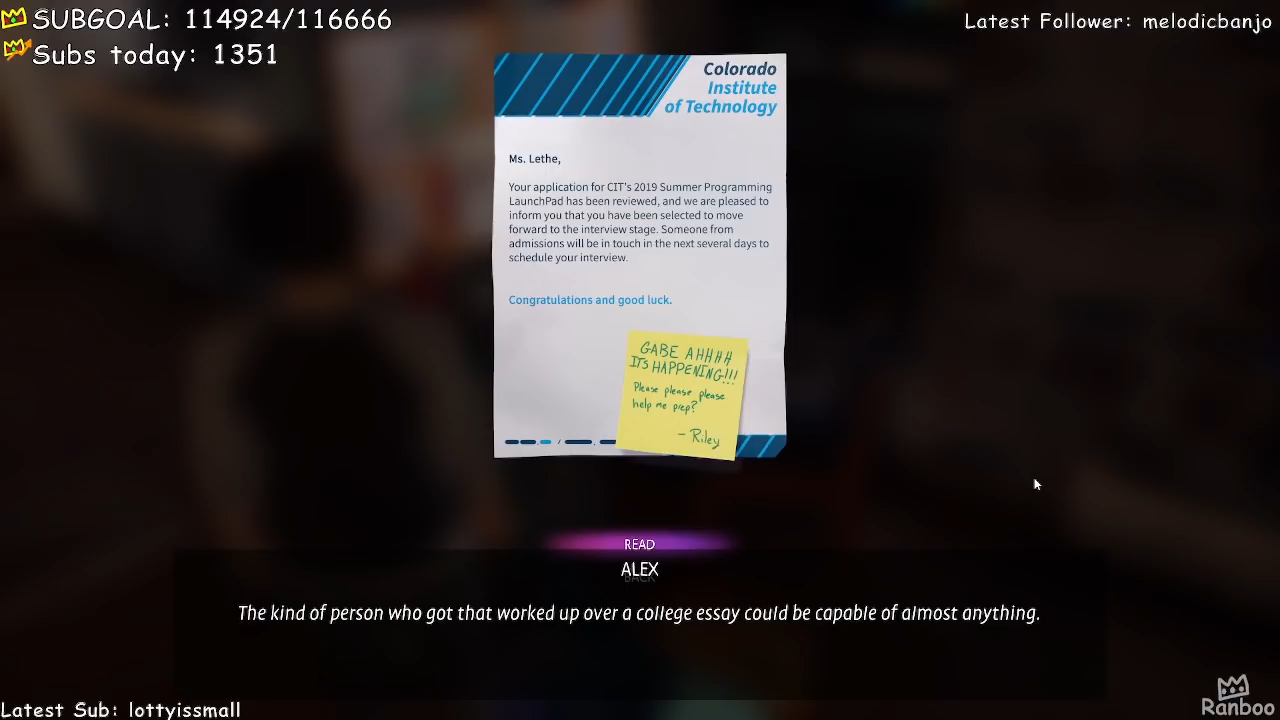 SUBGOAL: 114924/116666
Subs today: 1351
Latest Follower: melodicbanjo
Colorado
Institute
of Technology
Ms. Lethe,
Your application for CIT's 2019 Summer Programming
LaunchPad has been reviewed, and we are pleased to
inform you that you have been selected to move
forward to the interview stage. Someone from
admissions will be in touch in the next several days to
schedule your interview.
Congratulations and good luck.
GABE AHHHH
ITS HAPPENING!!!
Please please please
help me prep?
- Riley
READ
ALEX
BACK
The kind of person who got that worked up over a college essay could be capable of almost anything.
Latest Sub: lottyissmall
Ranboo